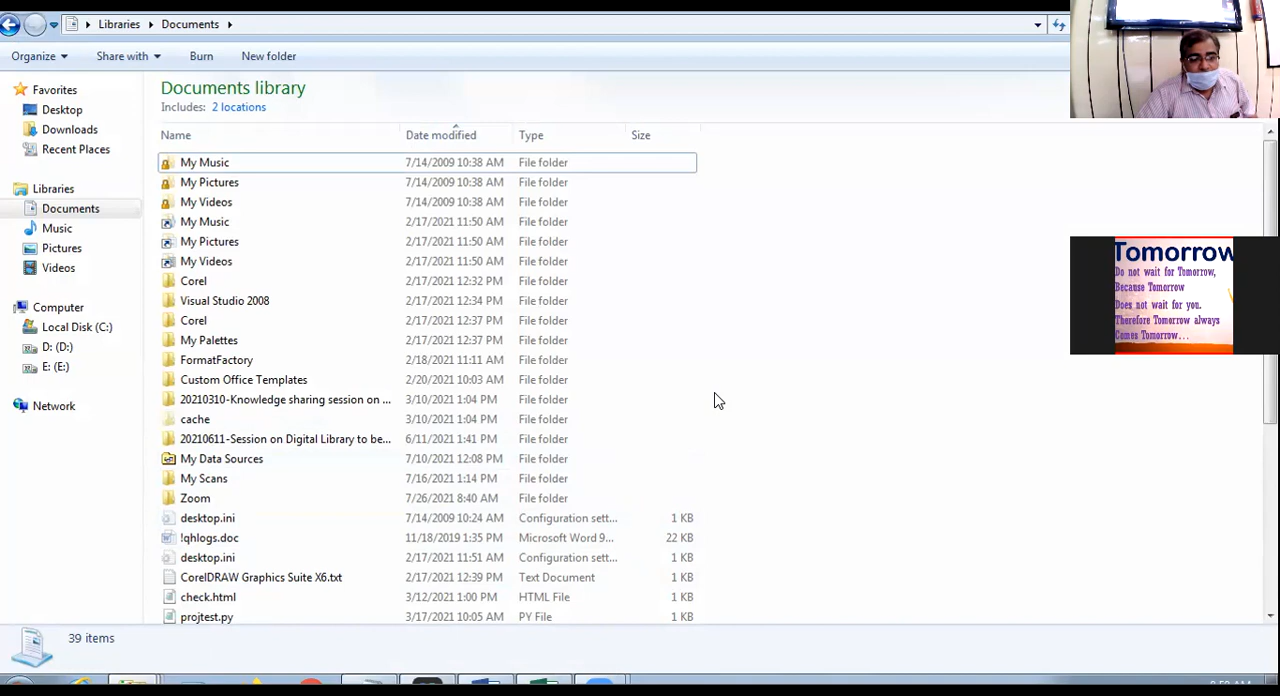 Libraries Documents
Organize Share with Burn New folder
Favorites
Desktop
Downloads
Recent Places
Libraries
Documents
Music
Pictures
Videos
Computer
Local Disk (C:)
D: (D:)
E: (E:)
Network
Documents library
Includes: 2 locations
Name Date modified Type Size
My Music 7/14/2009 10:38 AM File folder
My Pictures 7/14/2009 10:38 AM File folder
My Videos 7/14/2009 10:38 AM File folder
My Music 2/17/2021 11:50 AM File folder
My Pictures 2/17/2021 11:50 AM File folder
My Videos 2/17/2021 11:50 AM File folder
Corel 2/17/2021 12:32 PM File folder
Visual Studio 2008 2/17/2021 12:34 PM File folder
Corel 2/17/2021 12:37 PM File folder
My Palettes 2/17/2021 12:37 PM File folder
FormatFactory 2/18/2021 11:11 AM File folder
Custom Office Templates 2/20/2021 10:03 AM File folder
20210310-Knowledge sharing session on ... 3/10/2021 1:04 PM File folder
cache 3/10/2021 1:04 PM File folder
20210611-Session on Digital Library to be... 6/11/2021 1:41 PM File folder
My Data Sources 7/10/2021 12:08 PM File folder
My Scans 7/16/2021 1:14 PM File folder
Zoom 7/26/2021 8:40 AM File folder
desktop.ini 7/14/2009 10:24 AM Configuration sett... 1 KB
!qhlogs.doc 11/18/2019 1:35 PM Microsoft Word 9... 22 KB
desktop.ini 2/17/2021 11:51 AM Configuration sett... 1 KB
CorelDRAW Graphics Suite X6.txt 2/17/2021 12:39 PM Text Document 1 KB
check.html 3/12/2021 1:00 PM HTML File 1 KB
projtest.py 3/17/2021 10:05 AM PY File 1 KB
39 items
Tomorrow
Do not wait for Tomorrow,
Because Tomorrow
Does not wait for you.
Therefore Tomorrow always
Comes Tomorrow...